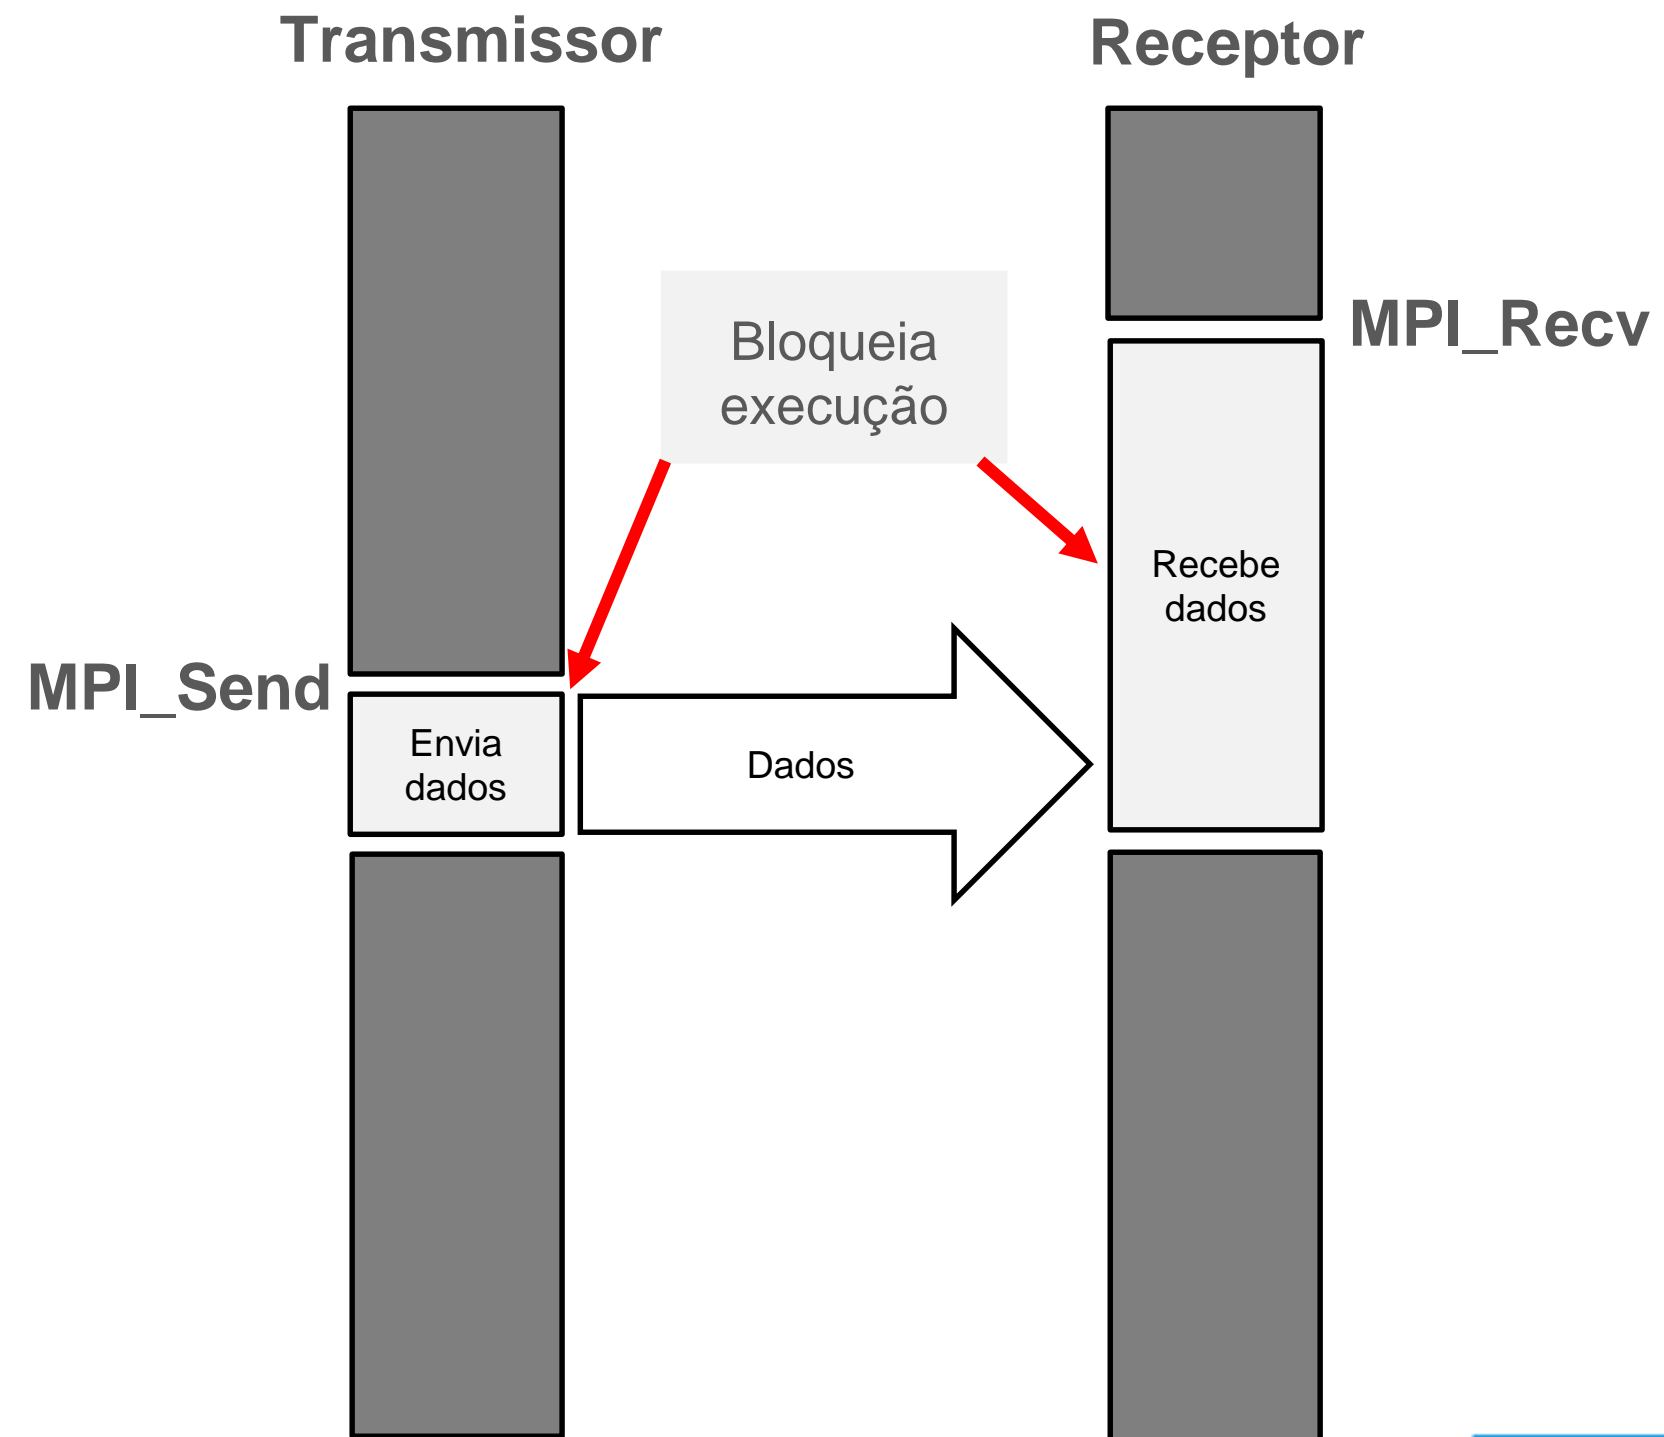 Transmissor
Receptor
Bloqueia
execução
MPI_Recv
Recebe
dados
MPI_Send
Envia
dados
Dados